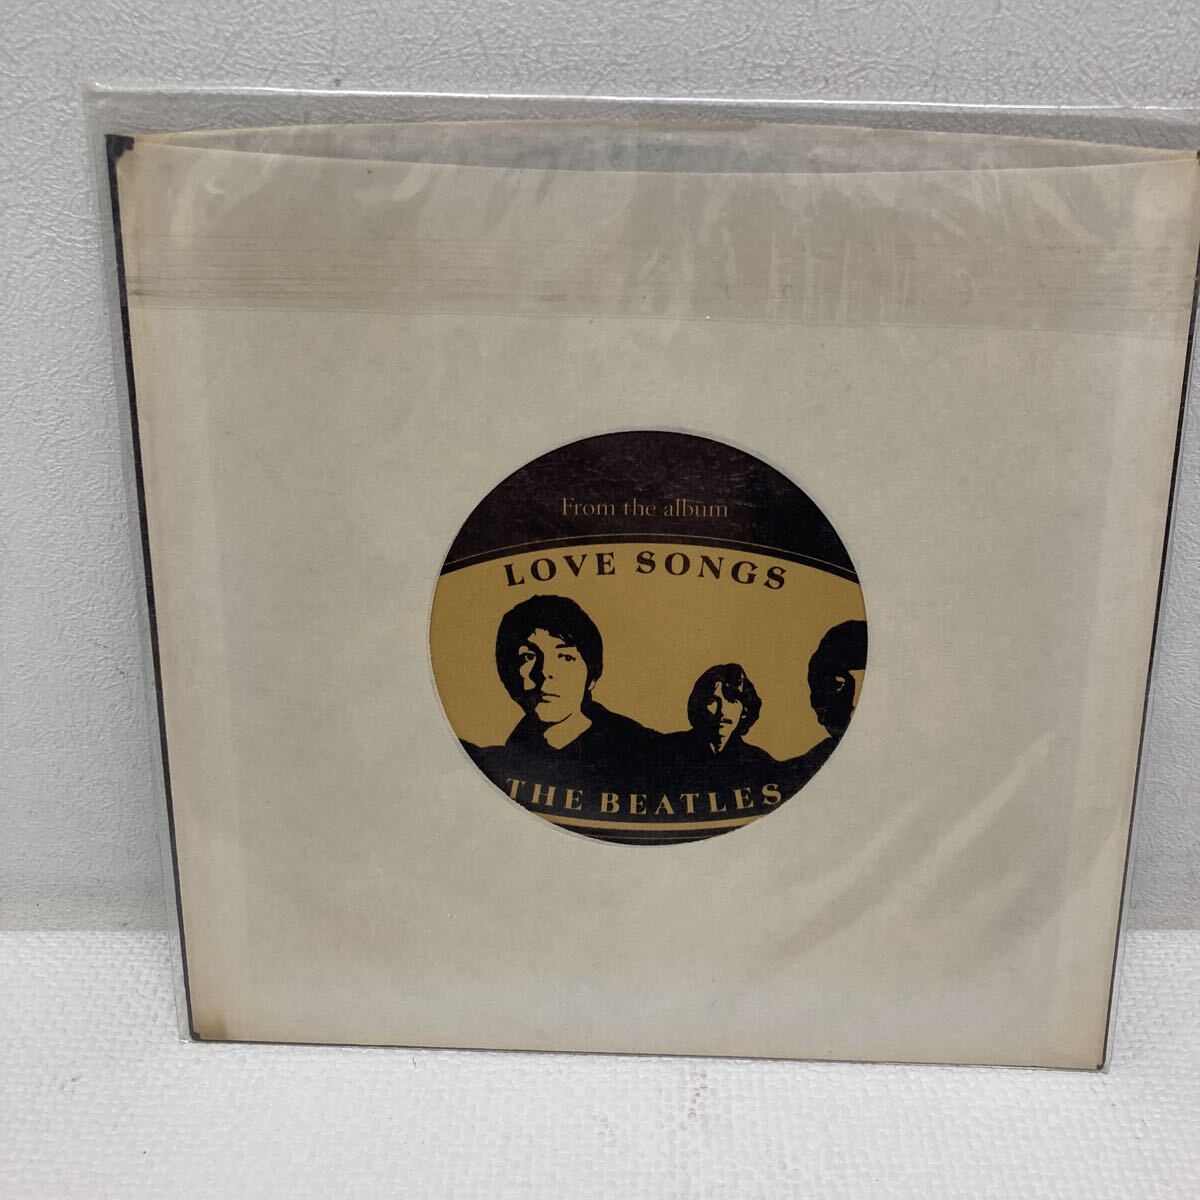 From the album
LOVE SONGS
THE BEATLES